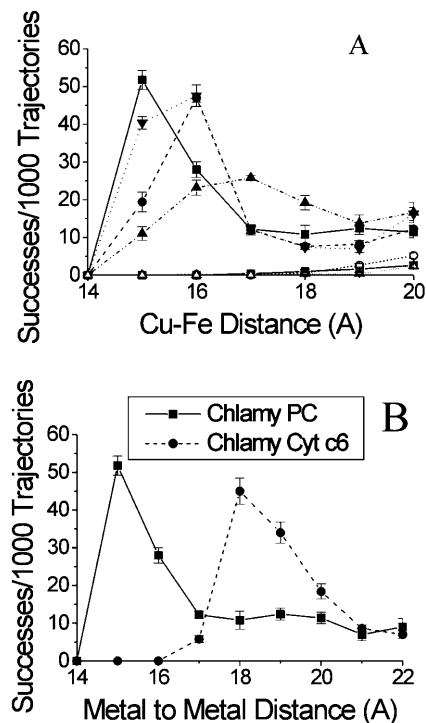 A
Successes/1000 Trajectories
60
50
40
30
20
10
0
14 15 16 17 18 19 20
Cu-Fe Distance (A)
B
Chlamy PC
Chlamy Cyt c6
Successes/1000 Trajectories
60
50
40
30
20
10
0
14 16 18 20 22
Metal to Metal Distance (A)